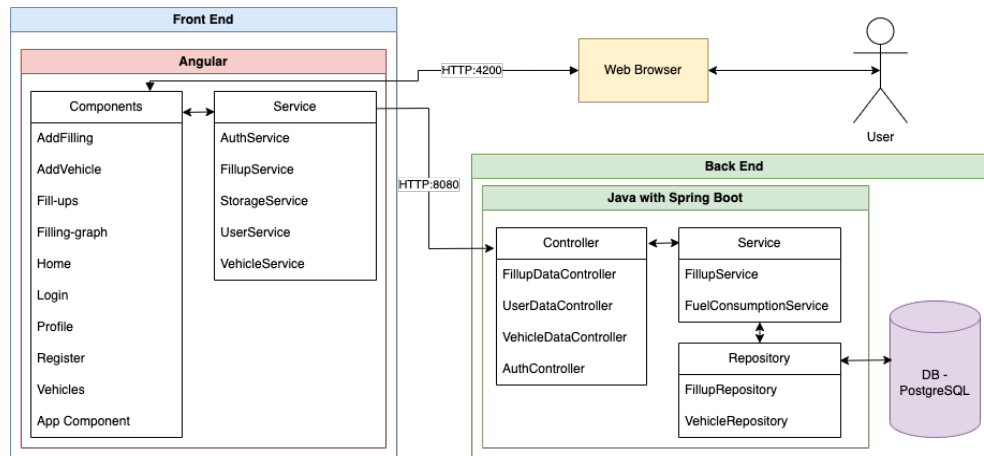 Front End
Angular
Components
AddFilling
AddVehicle
Fill-ups
Filling-graph
Home
Login
Profile
Register
Vehicles
App Component
Service
AuthService
FillupService
StorageService
UserService
VehicleService
HTTP:4200
Web Browser
User
HTTP:8080
Back End
Java with Spring Boot
Controller
FillupDataController
UserDataController
VehicleDataController
AuthController
Service
FillupService
FuelConsumptionService
Repository
FillupRepository
VehicleRepository
DB -
PostgreSQL